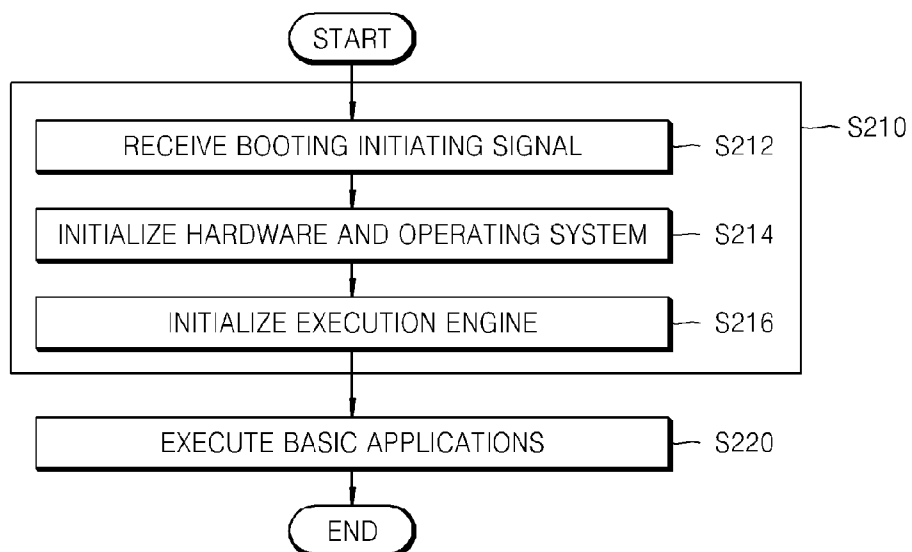 START
S210
RECEIVE BOOTING INITIATING SIGNAL S212
INITIALIZE HARDWARE AND OPERATING SYSTEM S214
INITIALIZE EXECUTION ENGINE S216
EXECUTE BASIC APPLICATIONS S220
END